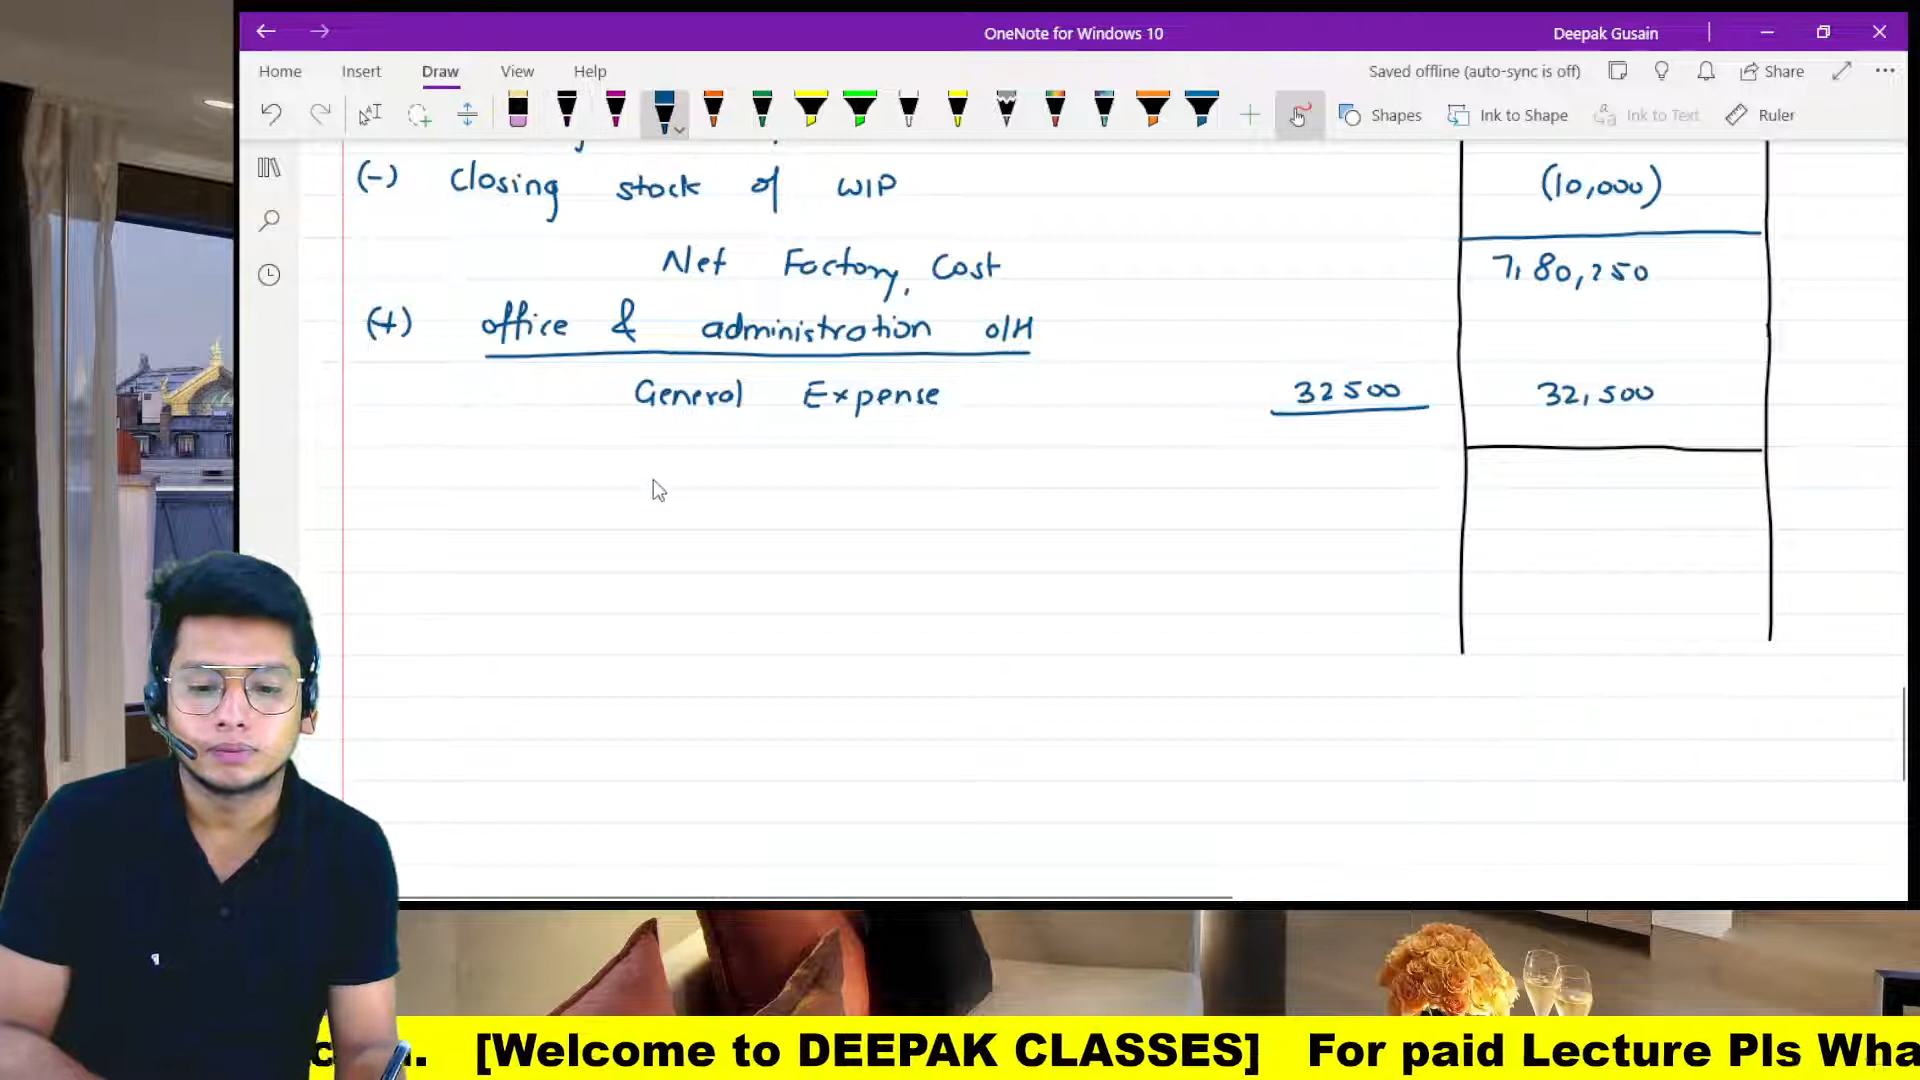 OneNote for Windows 10
Deepak Gusain
Home Insert Draw View Help
Saved offline (auto-sync is off)
Share
Shapes
Ink to Shape
Ink to Text
Ruler
(-) closing stock of WIP (10,000)
Net Factory Cost 7,80,250
(+) office & administration o/H
General Expense 32500 32,500
[Welcome to DEEPAK CLASSES] For paid Lecture Pls